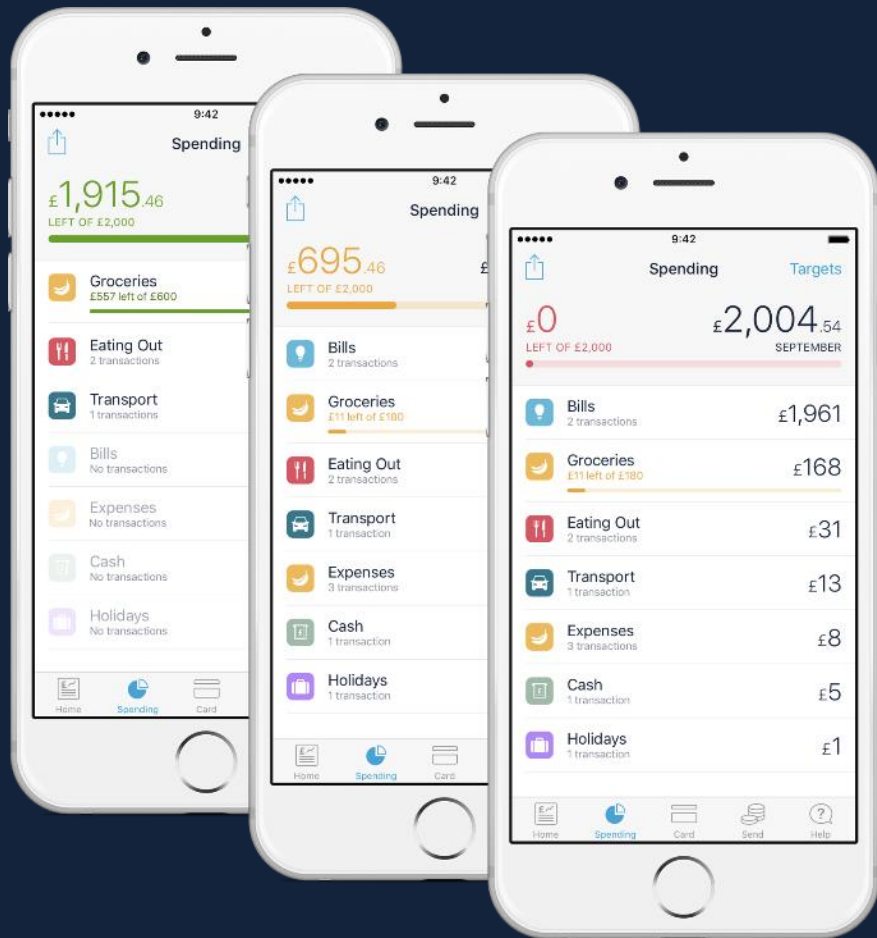 9:42
Spending
£1,915.46
LEFT OF £2,000
Groceries
£557 left of £600
Eating Out
2 transactions
Transport
1 transactions
Bills
No transactions
Expenses
No transactions
Cash
No transactions
Holidays
No transactions
Home Spending Card
9:42
Spending
£695.46
LEFT OF £2,000
Bills
2 transactions
Groceries
£11 left of £180
Eating Out
2 transactions
Transport
1 transaction
Expenses
3 transactions
Cash
1 transaction
Holidays
1 transaction
Home Spending Card
9:42
Spending Targets
£0 £2,004.54
LEFT OF £2,000 SEPTEMBER
Bills £1,961
2 transactions
Groceries £168
£11 left of £180
Eating Out £31
2 transactions
Transport £13
1 transaction
Expenses £8
3 transactions
Cash £5
1 transaction
Holidays £1
1 transaction
Home Spending Card Send Help